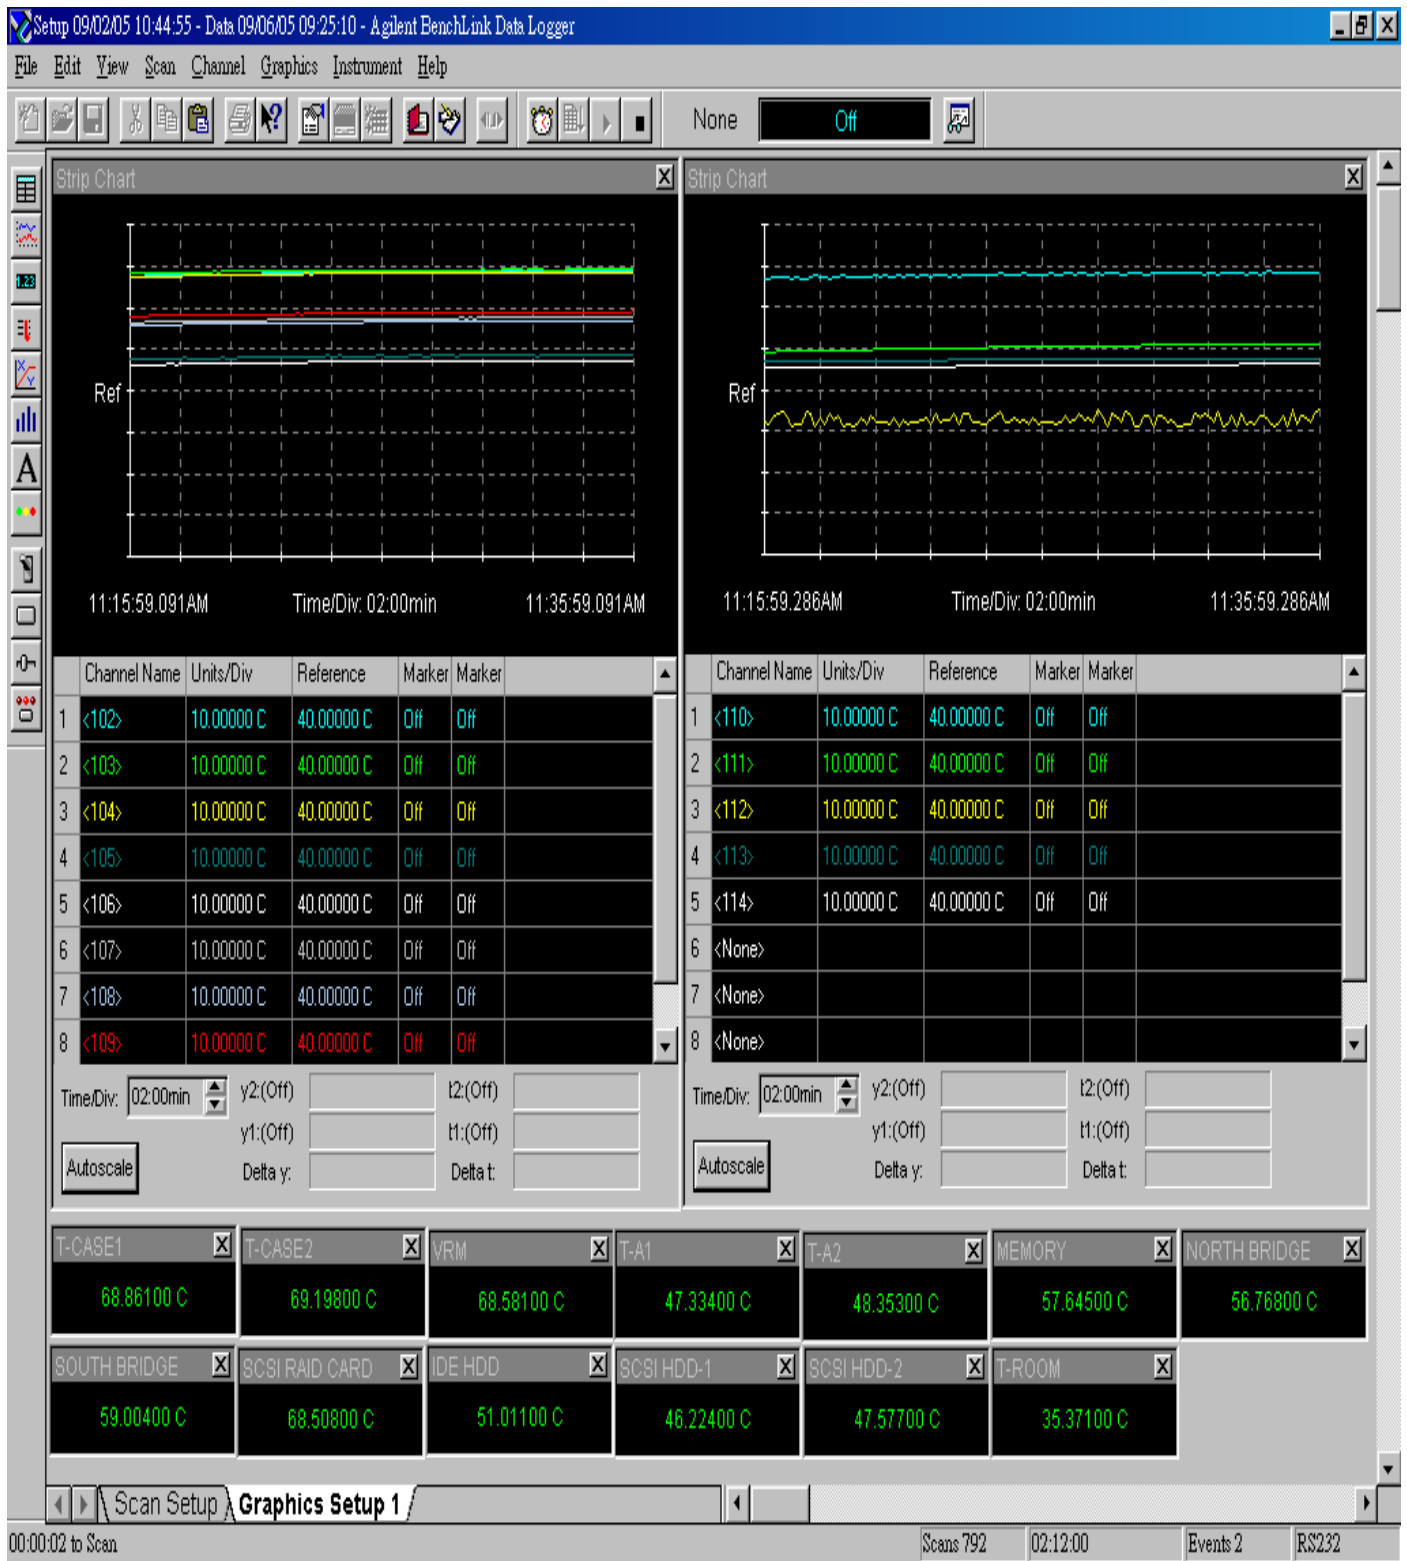 Setup 09/02/05 10:44:55 - Data 09/06/05 09:25:10 - Agilent BenchLink Data Logger
File Edit View Scan Channel Graphics Instrument Help
None Off
Strip Chart
Ref
11:15:59.091AM Time/Div: 02:00min 11:35:59.091AM
Channel Name Units/Div Reference Marker Marker
1 <102> 10.00000 C 40.00000 C Off Off
2 <103> 10.00000 C 40.00000 C Off Off
3 <104> 10.00000 C 40.00000 C Off Off
4 <105> 10.00000 C 40.00000 C Off Off
5 <106> 10.00000 C 40.00000 C Off Off
6 <107> 10.00000 C 40.00000 C Off Off
7 <108> 10.00000 C 40.00000 C Off Off
8 <109> 10.00000 C 40.00000 C Off Off
Time/Div: 02:00min y2:(Off) t2:(Off)
y1:(Off) t1:(Off)
Autoscale Delta y: Delta t:
Strip Chart
Ref
11:15:59.286AM Time/Div: 02:00min 11:35:59.286AM
Channel Name Units/Div Reference Marker Marker
1 <110> 10.00000 C 40.00000 C Off Off
2 <111> 10.00000 C 40.00000 C Off Off
3 <112> 10.00000 C 40.00000 C Off Off
4 <113> 10.00000 C 40.00000 C Off Off
5 <114> 10.00000 C 40.00000 C Off Off
6 <None>
7 <None>
8 <None>
Time/Div: 02:00min y2:(Off) t2:(Off)
y1:(Off) t1:(Off)
Autoscale Delta y: Delta t:
T-CASE1 T-CASE2 VRM T-A1 T-A2 MEMORY NORTH BRIDGE
68.86100 C 69.19800 C 68.58100 C 47.33400 C 48.35300 C 57.64500 C 56.76800 C
SOUTH BRIDGE SCSI RAID CARD IDE HDD SCSI HDD-1 SCSI HDD-2 T-ROOM
59.00400 C 68.50800 C 51.01100 C 46.22400 C 47.57700 C 35.37100 C
Scan Setup Graphics Setup 1
00:00:02 to Scan Scans 792 02:12:00 Events 2 RS232
1.23
X
Y
A